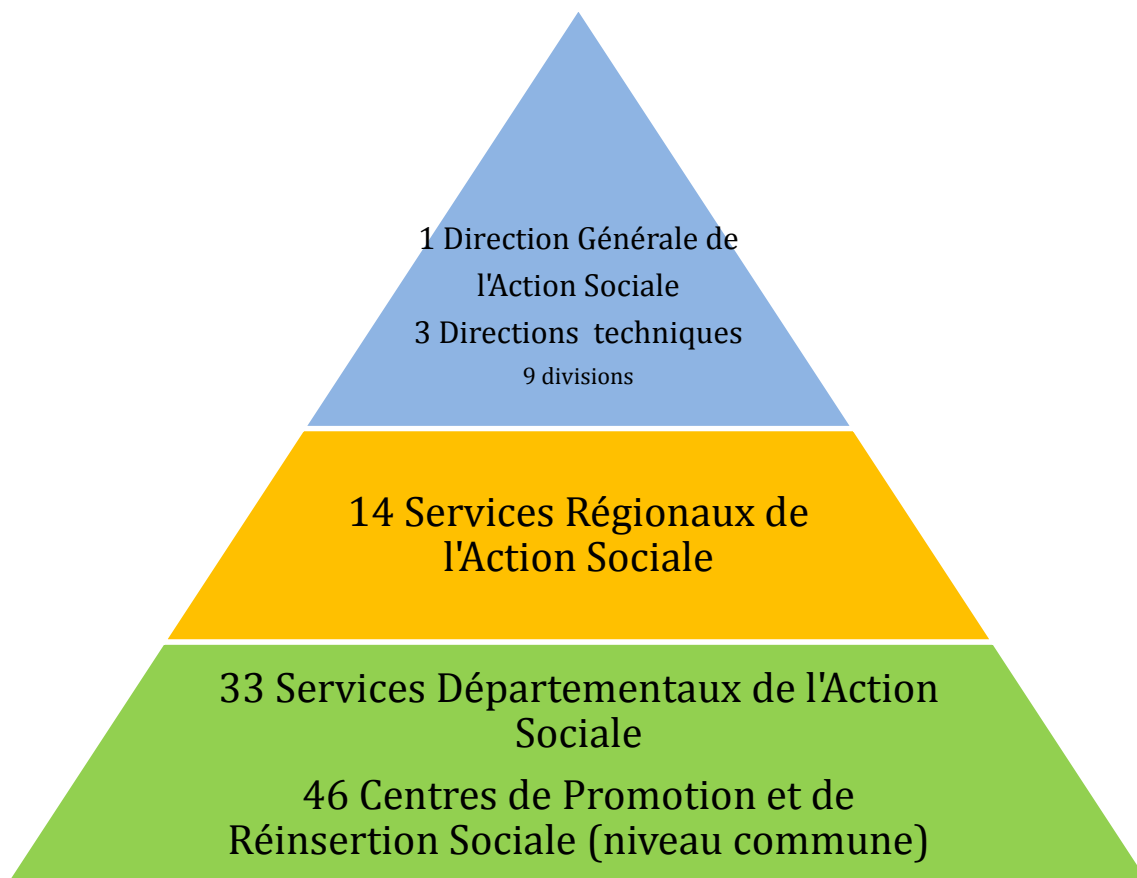 1 Direction Générale de
l'Action Sociale
3 Directions techniques
9 divisions
14 Services Régionaux de
l'Action Sociale
33 Services Départementaux de l'Action
Sociale
46 Centres de Promotion et de
Réinsertion Sociale (niveau commune)